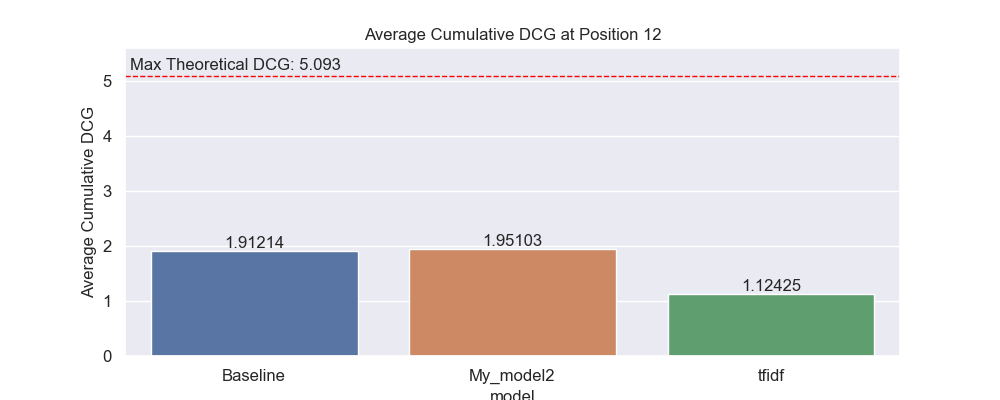 Average Cumulative DCG at Position 12
Max Theoretical DCG: 5.093
Average Cumulative DCG
5
4
3
2
1
0
1.91214
1.95103
1.12425
Baseline
My_model2
tfidf
model